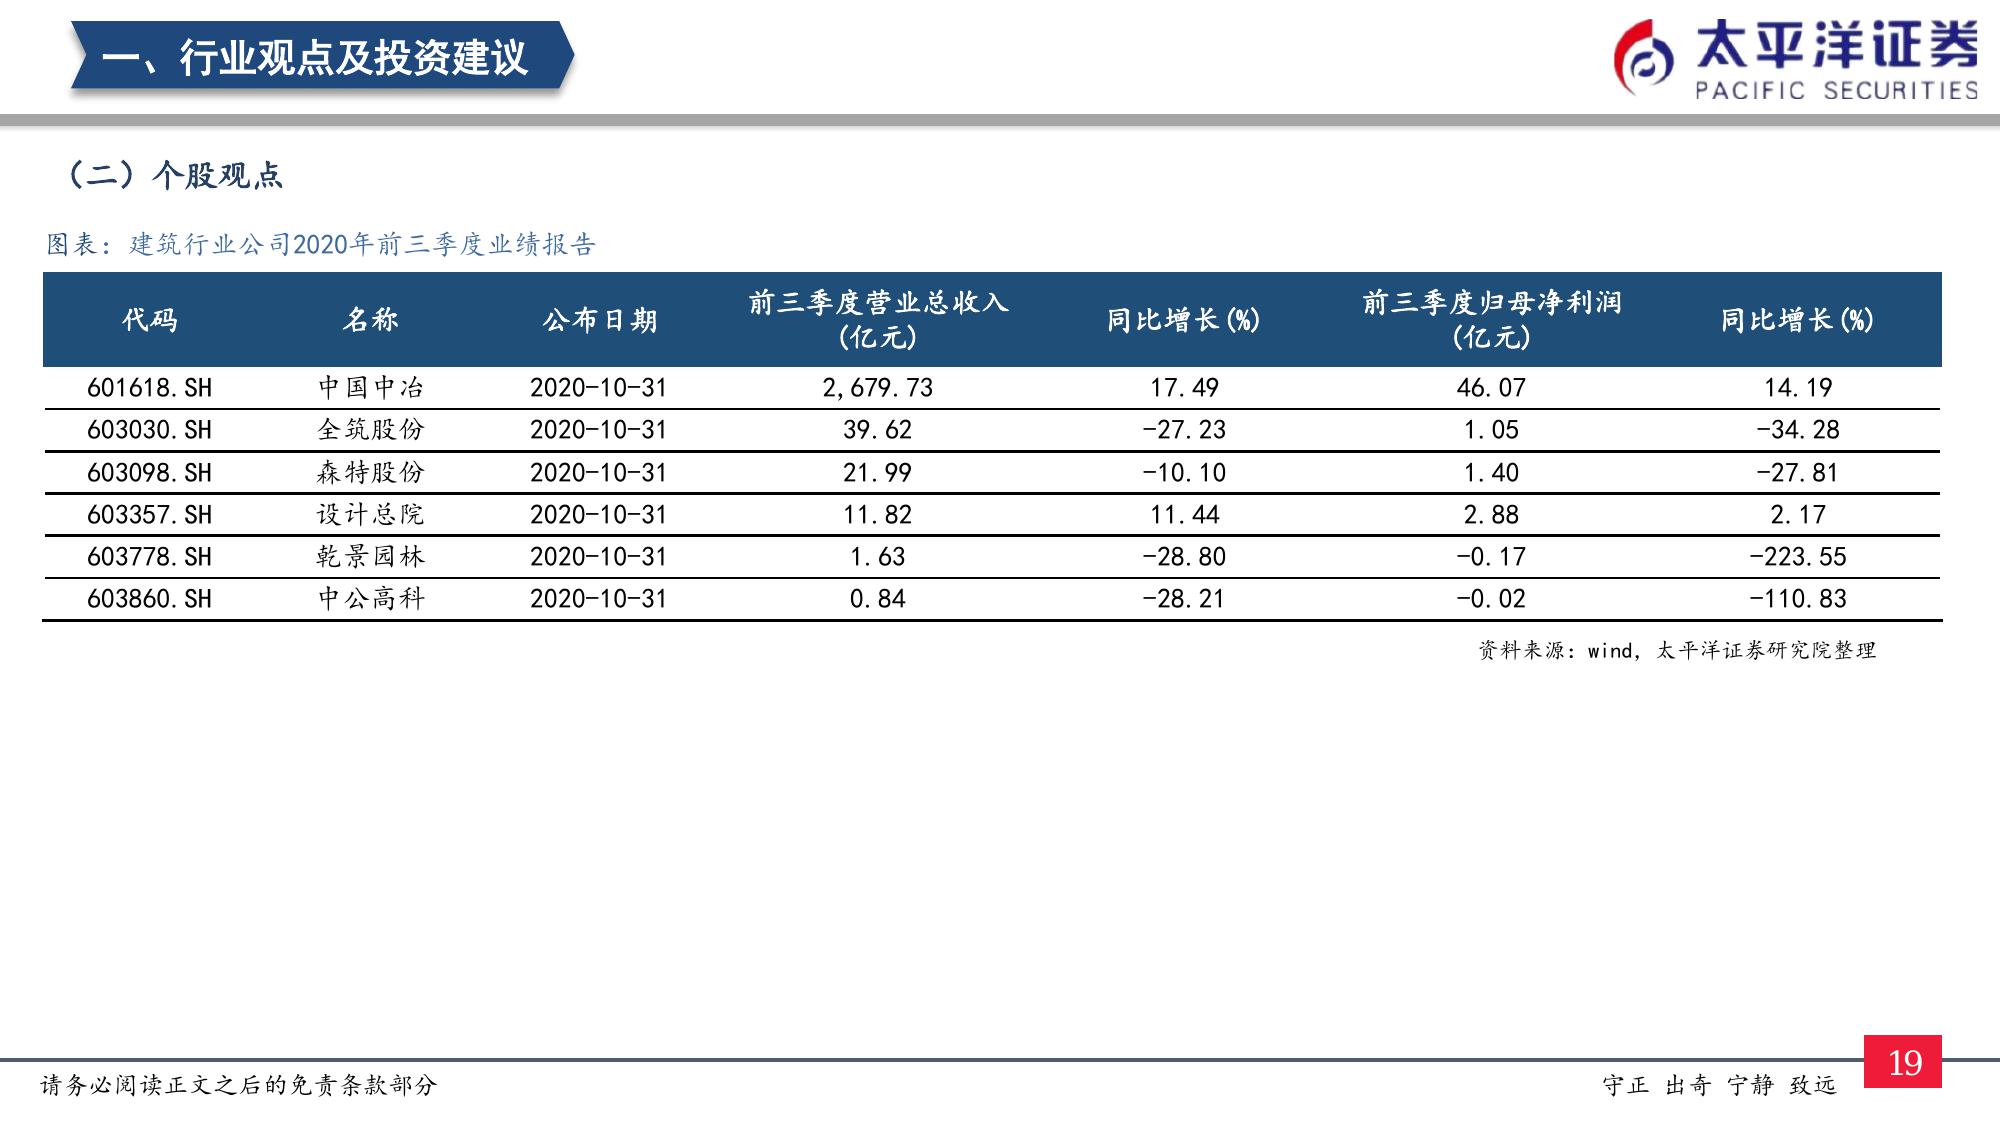 一、行业观点及投资建议
太平洋证券
PACIFIC SECURITIES
（二）个股观点
图表：建筑行业公司2020年前三季度业绩报告
代码 名称 公布日期 前三季度营业总收入(亿元) 同比增长(%) 前三季度归母净利润(亿元) 同比增长(%)
601618.SH 中国中冶 2020-10-31 2,679.73 17.49 46.07 14.19
603030.SH 全筑股份 2020-10-31 39.62 -27.23 1.05 -34.28
603098.SH 森特股份 2020-10-31 21.99 -10.10 1.40 -27.81
603357.SH 设计总院 2020-10-31 11.82 11.44 2.88 2.17
603778.SH 乾景园林 2020-10-31 1.63 -28.80 -0.17 -223.55
603860.SH 中公高科 2020-10-31 0.84 -28.21 -0.02 -110.83
资料来源：wind，太平洋证券研究院整理
请务必阅读正文之后的免责条款部分
守正 出奇 宁静 致远
19